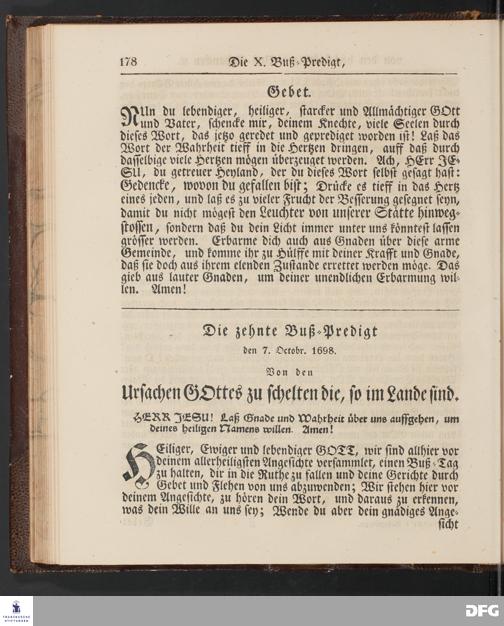 178 Die X. Buß-Predigt,
Gebet.
NUn du lebendiger, heiliger, starcker und Allmächtiger GOtt
und Vater, schencke mir, deinem Knechte, viele Seelen durch
dieses Wort, das jetzo geredet und geprediget worden ist! Laß das
Wort der Wahrheit tieff in die Hertzen dringen, auff daß durch
dasselbige viele Hertzen mögen überzeuget werden. Ach, HErr JE-
SU, du getreuer Heyland, der du dieses Wort selbst gesagt hast:
Gedencke, wovon du gefallen bist; Drücke es tieff in das Hertz
eines jeden, und laß es zu vieler Frucht der Besserung gesegnet seyn,
damit du nicht mögest den Leuchter von unserer Stätte hinweg-
stossen, sondern daß du dein Licht immer unter uns könntest lassen
grösser werden. Erbarme dich auch aus Gnaden über diese arme
Gemeinde, und komme ihr zu Hülffe mit deiner Krafft und Gnade,
daß sie doch aus ihrem elenden Zustande errettet werden möge. Das
gieb aus lauter Gnaden, um deiner unendlichen Erbarmung wil-
len. Amen!
Die zehnte Buß-Predigt
den 7. Octobr. 1698.
Von den
Ursachen GOttes zu schelten die, so im Lande sind.
HERR JESU! Laß Gnade und Wahrheit über uns auffgehen, um
deines heiligen Namens willen. Amen!
HEiliger, Ewiger und lebendiger GOTT, wir sind allhier vor
deinem allerheiligsten Angesichte versammlet, einen Buß-Tag
zu halten, dir in die Ruthe zu fallen und deine Gerichte durch
Gebet und Flehen von uns abzuwenden; Wir stehen hier vor
deinem Angesichte, zu hören dein Wort, und daraus zu erkennen,
was dein Wille an uns sey; Wende du aber dein gnädiges Ange-
sicht
FRANCKESCHE
STIFTUNGEN
DFG